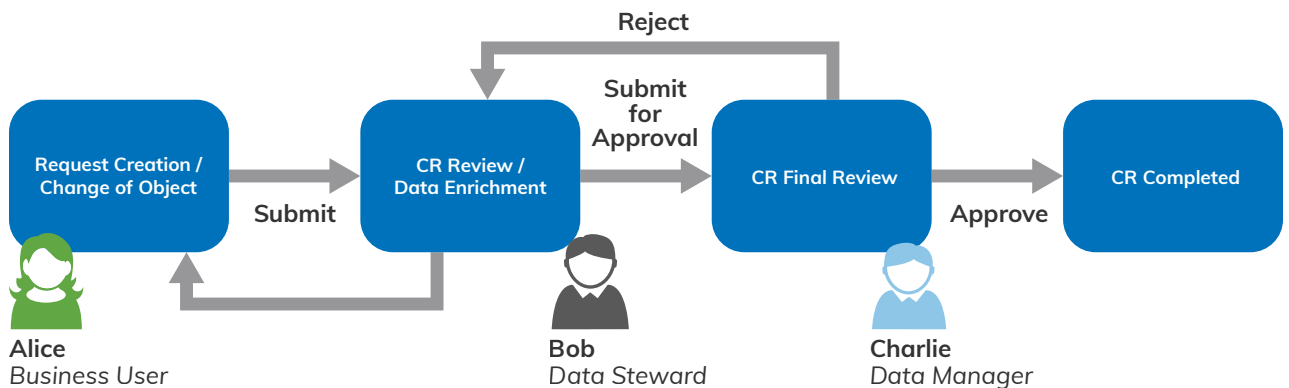 Reject
Submit
for
Approval
Request Creation /
Change of Object
CR Review /
Data Enrichment
CR Final Review
CR Completed
Submit
Approve
Alice
Business User
Bob
Data Steward
Charlie
Data Manager